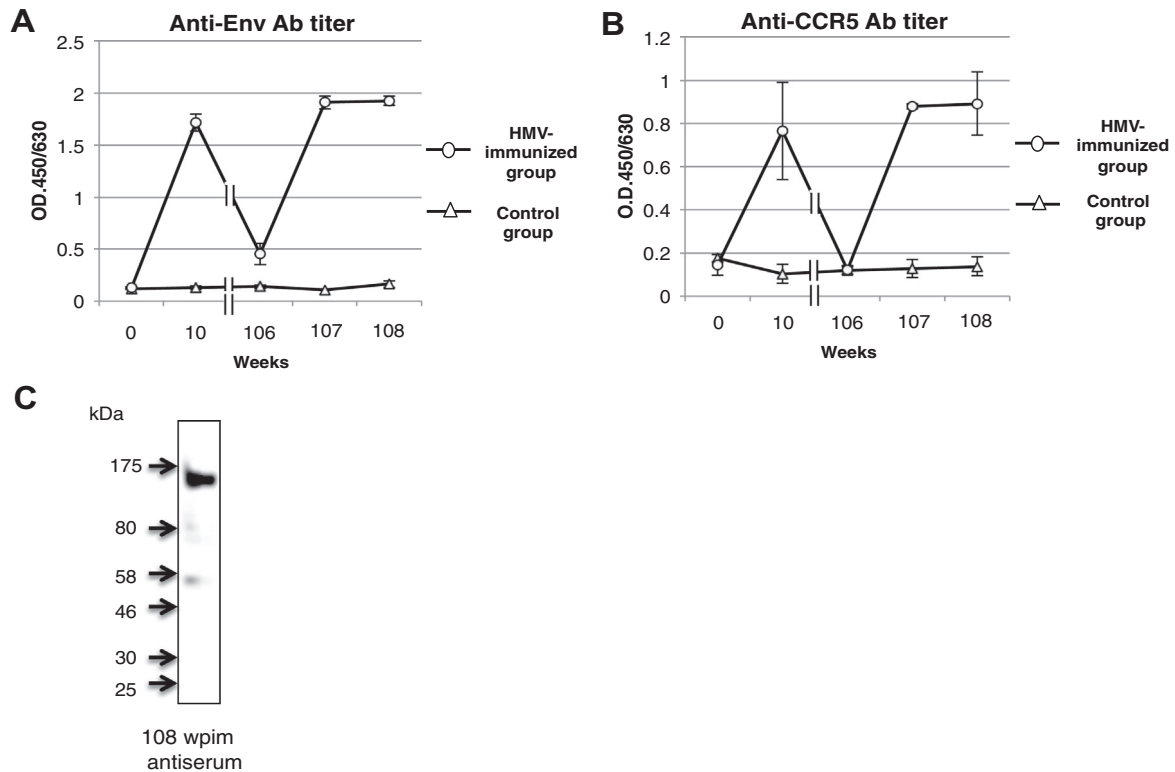 A
Anti-Env Ab titer
2.5
2
1.5
1
0.5
0
OD.450/630
0 10 106 107 108
Weeks
HMV-
immunized
group
Control
group
B
Anti-CCR5 Ab titer
1.2
1
0.8
0.6
0.4
0.2
0
O.D.450/630
0 10 106 107 108
Weeks
HMV-
immunized
group
Control
group
C
kDa
175
80
58
46
30
25
108 wpim
antiserum